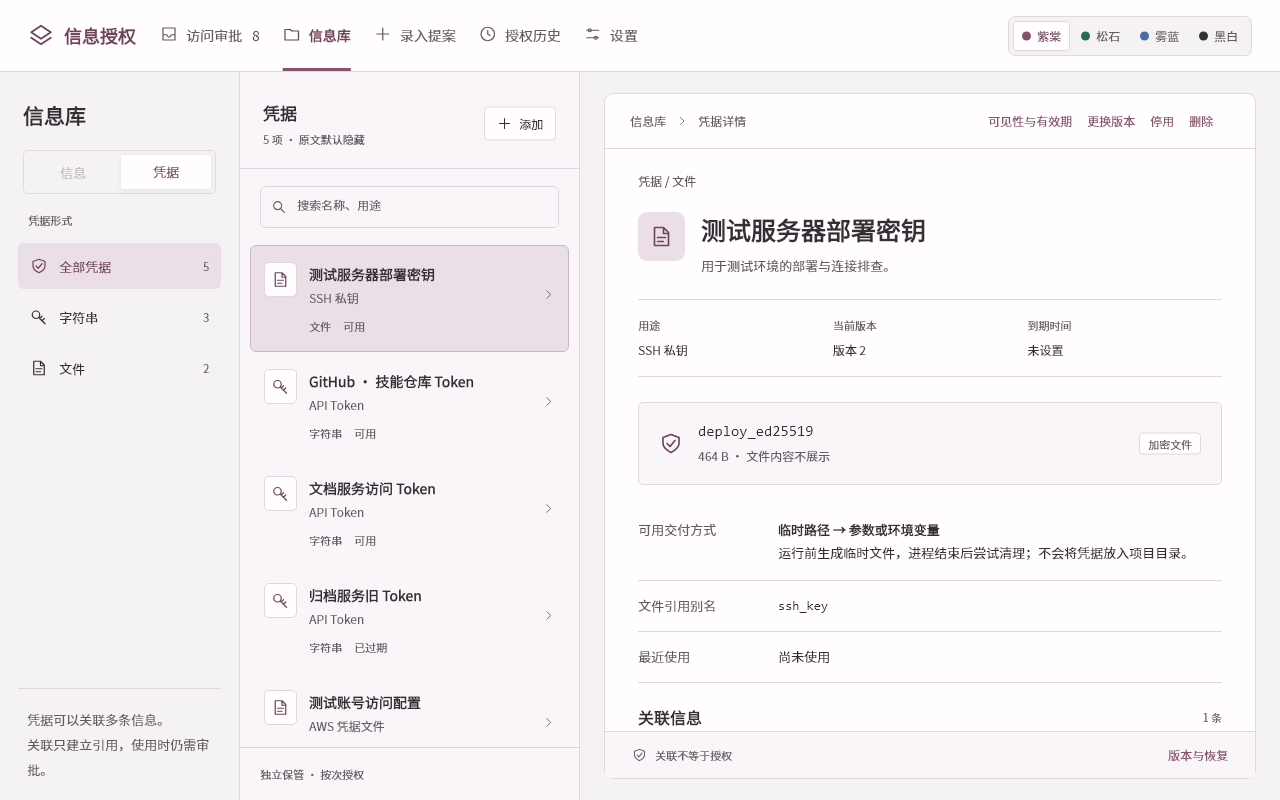 信息授权
访问审批 8
信息库
录入提案
授权历史
设置
紫棠
松石
雾蓝
黑白
信息库
信息
凭据
凭据形式
全部凭据 5
字符串 3
文件 2
凭据可以关联多条信息。
关联只建立引用，使用时仍需审
批。
凭据
5 项 · 原文默认隐藏
添加
搜索名称、用途
测试服务器部署密钥
SSH 私钥
文件 可用
GitHub · 技能仓库 Token
API Token
字符串 可用
文档服务访问 Token
API Token
字符串 可用
归档服务旧 Token
API Token
字符串 已过期
测试账号访问配置
AWS 凭据文件
独立保管 · 按次授权
信息库 > 凭据详情
可见性与有效期 更换版本 停用 删除
凭据 / 文件
测试服务器部署密钥
用于测试环境的部署与连接排查。
用途 当前版本 到期时间
SSH 私钥 版本 2 未设置
deploy_ed25519
464 B · 文件内容不展示
加密文件
可用交付方式 临时路径 → 参数或环境变量
运行前生成临时文件，进程结束后尝试清理；不会将凭据放入项目目录。
文件引用别名 ssh_key
最近使用 尚未使用
关联信息 1 条
关联不等于授权
版本与恢复